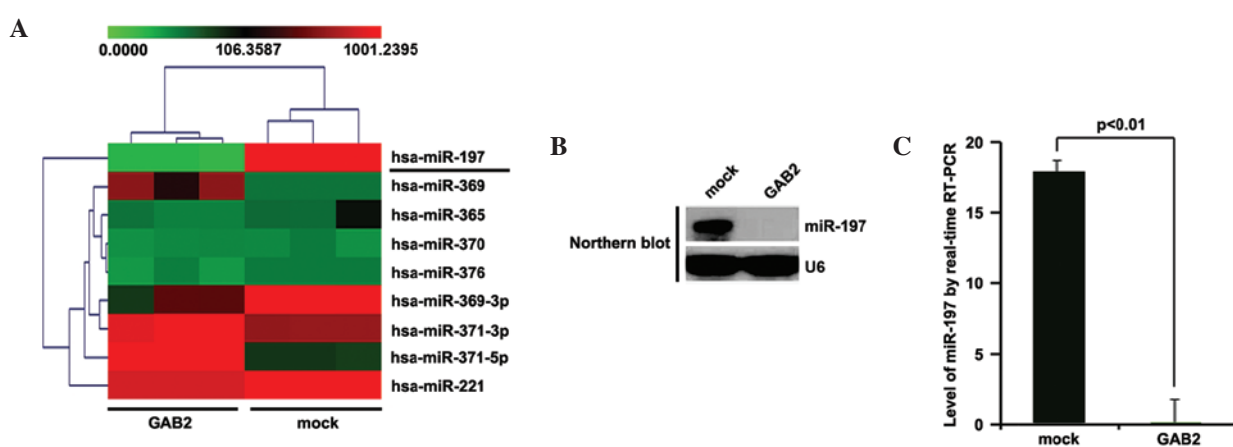 A
0.0000 106.3587 1001.2395
hsa-miR-197
hsa-miR-369
hsa-miR-365
hsa-miR-370
hsa-miR-376
hsa-miR-369-3p
hsa-miR-371-3p
hsa-miR-371-5p
hsa-miR-221
GAB2 mock
B
mock GAB2
Northern blot
miR-197
U6
C
p<0.01
Level of miR-197 by real-time RT-PCR
20
15
10
5
0
mock GAB2